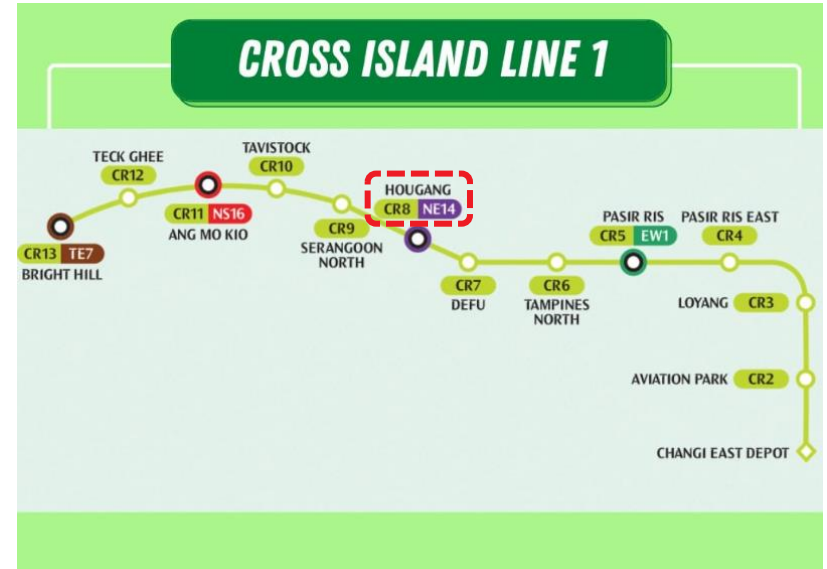 CROSS ISLAND LINE 1
TECK GHEE
CR12
TAVISTOCK
CR10
HOUGANG
CR8 NE14
CR11 NS16
ANG MO KIO
CR9
SERANGOON
NORTH
PASIR RIS
CR5 EW1
PASIR RIS EAST
CR4
CR13 TE7
BRIGHT HILL
CR7
DEFU
CR6
TAMPINES
NORTH
LOYANG CR3
AVIATION PARK CR2
CHANGI EAST DEPOT